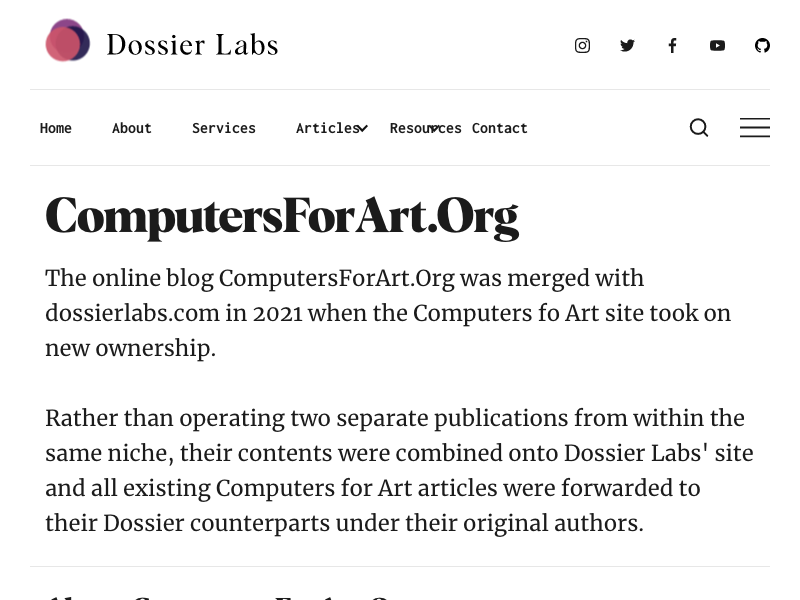 Dossier Labs
Home About Services Articles Resources Contact
ComputersForArt.Org
The online blog ComputersForArt.Org was merged with
dossierlabs.com in 2021 when the Computers fo Art site took on
new ownership.
Rather than operating two separate publications from within the
same niche, their contents were combined onto Dossier Labs' site
and all existing Computers for Art articles were forwarded to
their Dossier counterparts under their original authors.